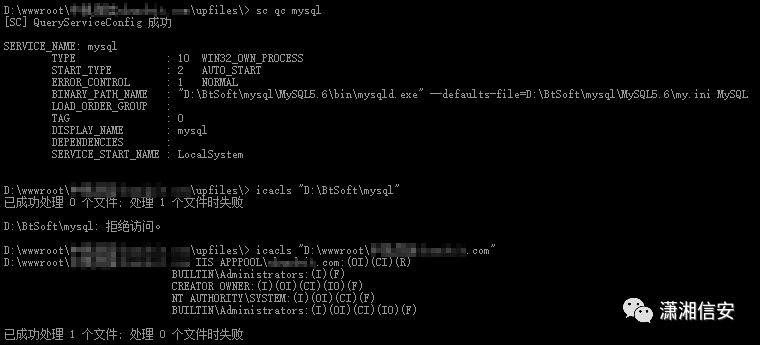 D:\wwwroot\ \upfiles\> sc qc mysql
[SC] QueryServiceConfig 成功
SERVICE_NAME: mysql
TYPE : 10 WIN32_OWN_PROCESS
START_TYPE : 2 AUTO_START
ERROR_CONTROL : 1 NORMAL
BINARY_PATH_NAME : "D:\BtSoft\mysql\MySQL5.6\bin\mysqld.exe" --defaults-file=D:\BtSoft\mysql\MySQL5.6\my.ini MySQL
LOAD_ORDER_GROUP :
TAG : 0
DISPLAY_NAME : mysql
DEPENDENCIES :
SERVICE_START_NAME : LocalSystem
D:\wwwroot\ \upfiles\> icacls "D:\BtSoft\mysql"
已成功处理 0 个文件; 处理 1 个文件时失败
D:\BtSoft\mysql: 拒绝访问。
D:\wwwroot\ \upfiles\> icacls "D:\wwwroot\ .com"
D:\wwwroot\ IIS APPPOOL\ .com:(OI)(CI)(R)
BUILTIN\Administrators:(I)(F)
CREATOR OWNER:(I)(OI)(CI)(IO)(F)
NT AUTHORITY\SYSTEM:(I)(OI)(CI)(F)
BUILTIN\Administrators:(I)(OI)(CI)(IO)(F)
已成功处理 1 个文件; 处理 0 个文件时失败
潇湘信安